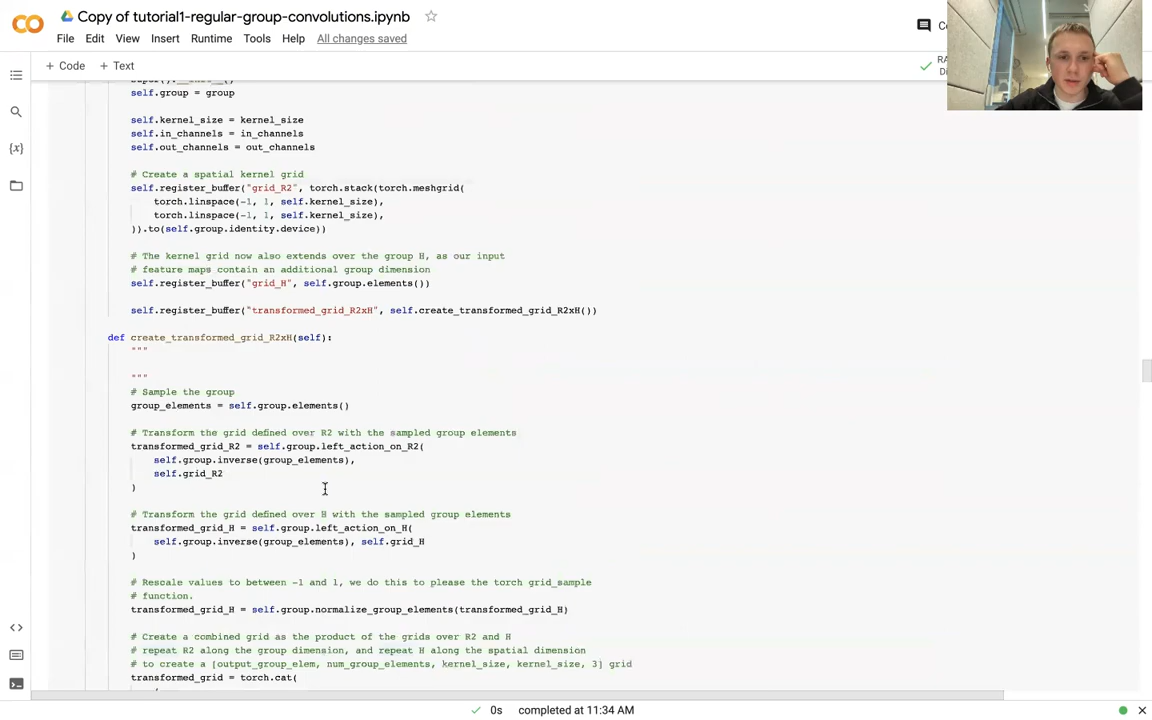 Copy of tutorial1-regular-group-convolutions.ipynb
File Edit View Insert Runtime Tools Help All changes saved
+ Code + Text
self.group = group
self.kernel_size = kernel_size
self.in_channels = in_channels
self.out_channels = out_channels
# Create a spatial kernel grid
self.register_buffer("grid_R2", torch.stack(torch.meshgrid(
torch.linspace(-1, 1, self.kernel_size),
torch.linspace(-1, 1, self.kernel_size),
)).to(self.group.identity.device))
# The kernel grid now also extends over the group H, as our input
# feature maps contain an additional group dimension
self.register_buffer("grid_H", self.group.elements())
self.register_buffer("transformed_grid_R2xH", self.create_transformed_grid_R2xH())
def create_transformed_grid_R2xH(self):
"""
"""
# Sample the group
group_elements = self.group.elements()
# Transform the grid defined over R2 with the sampled group elements
transformed_grid_R2 = self.group.left_action_on_R2(
self.group.inverse(group_elements),
self.grid_R2
)
# Transform the grid defined over H with the sampled group elements
transformed_grid_H = self.group.left_action_on_H(
self.group.inverse(group_elements), self.grid_H
)
# Rescale values to between -1 and 1, we do this to please the torch grid_sample
# function.
transformed_grid_H = self.group.normalize_group_elements(transformed_grid_H)
# Create a combined grid as the product of the grids over R2 and H
# repeat R2 along the group dimension, and repeat H along the spatial dimension
# to create a [output_group_elem, num_group_elements, kernel_size, kernel_size, 3] grid
transformed_grid = torch.cat(
0s completed at 11:34 AM